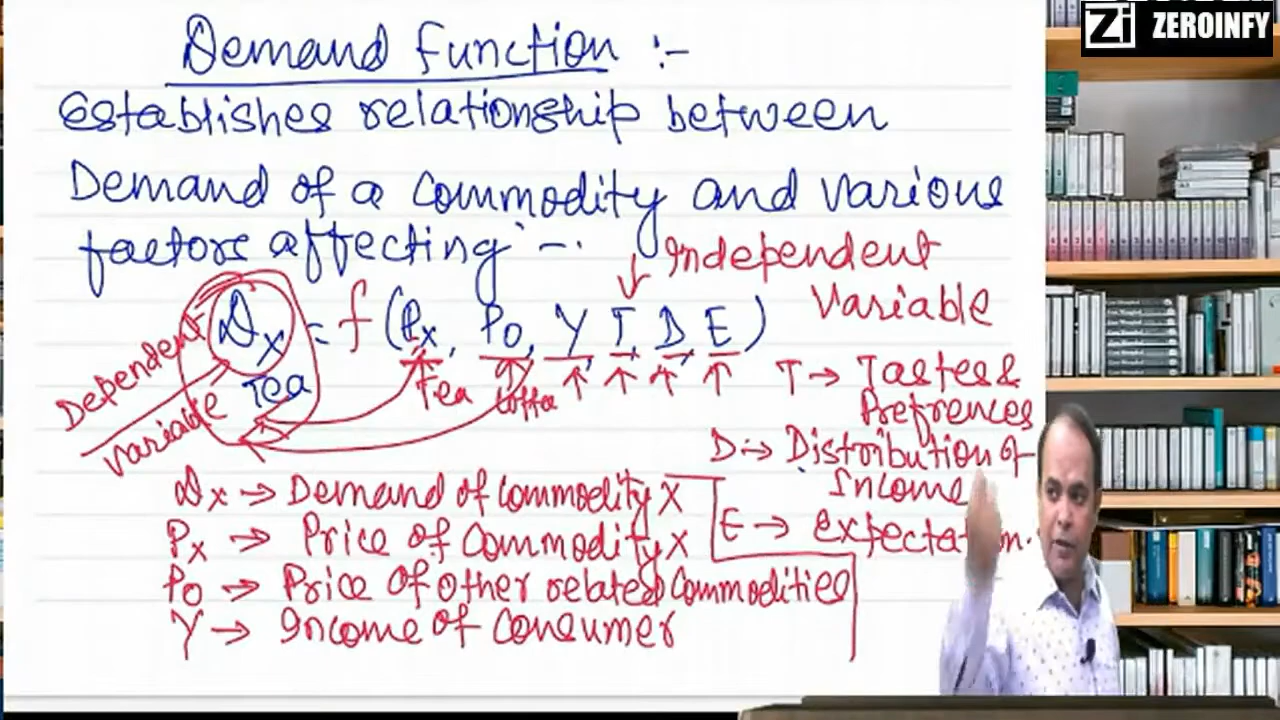 ZEROINFY
Demand function :-
Establishes relationship between
Demand of a commodity and various
factors affecting -.
Independent
Variable
Dx = f (Px, Po, Y, T, D, E)
Dependent
Variable
Tea
Tea
T → Tastes &
Prefrences
D → Distribution of
Income
Dx → Demand of Commodity X
E → Expectation.
Px → Price of Commodity X
Po → Price of other related Commodities
Y → Income of Consumer